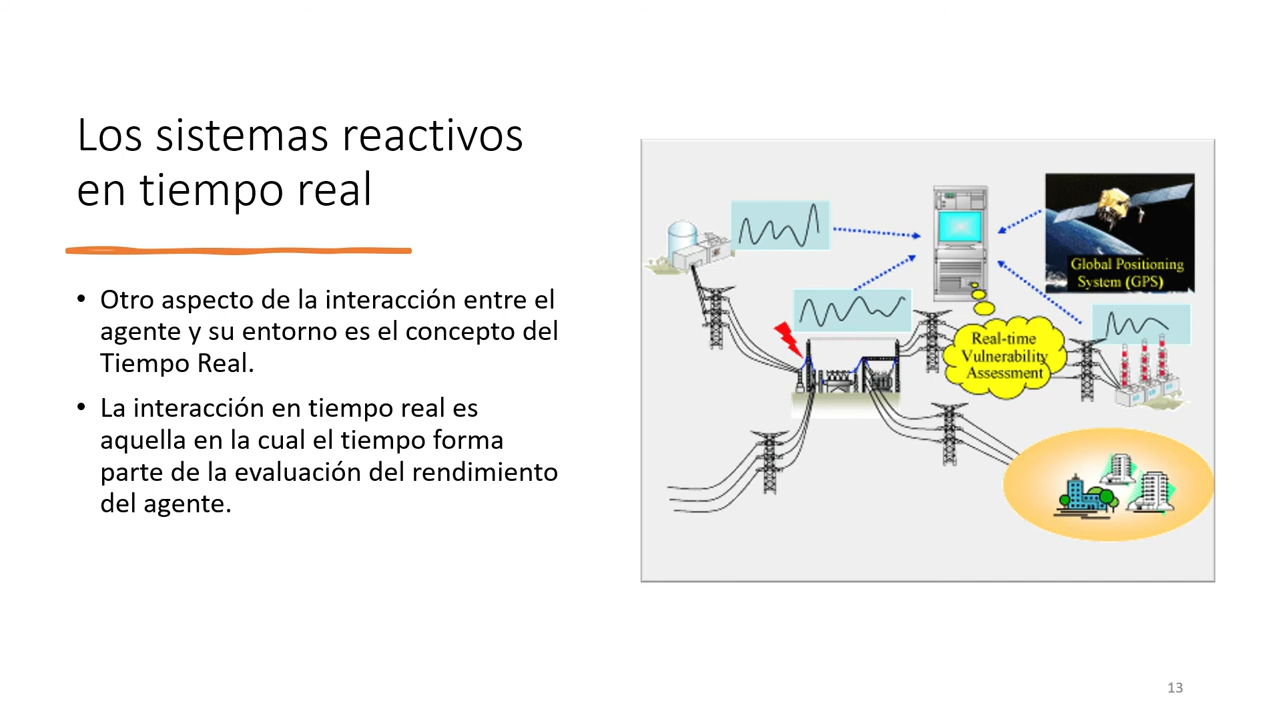 Los sistemas reactivos
en tiempo real
• Otro aspecto de la interacción entre el
agente y su entorno es el concepto del
Tiempo Real.
• La interacción en tiempo real es
aquella en la cual el tiempo forma
parte de la evaluación del rendimiento
del agente.
Global Positioning
System (GPS)
Real-time
Vulnerability
Assessment
13